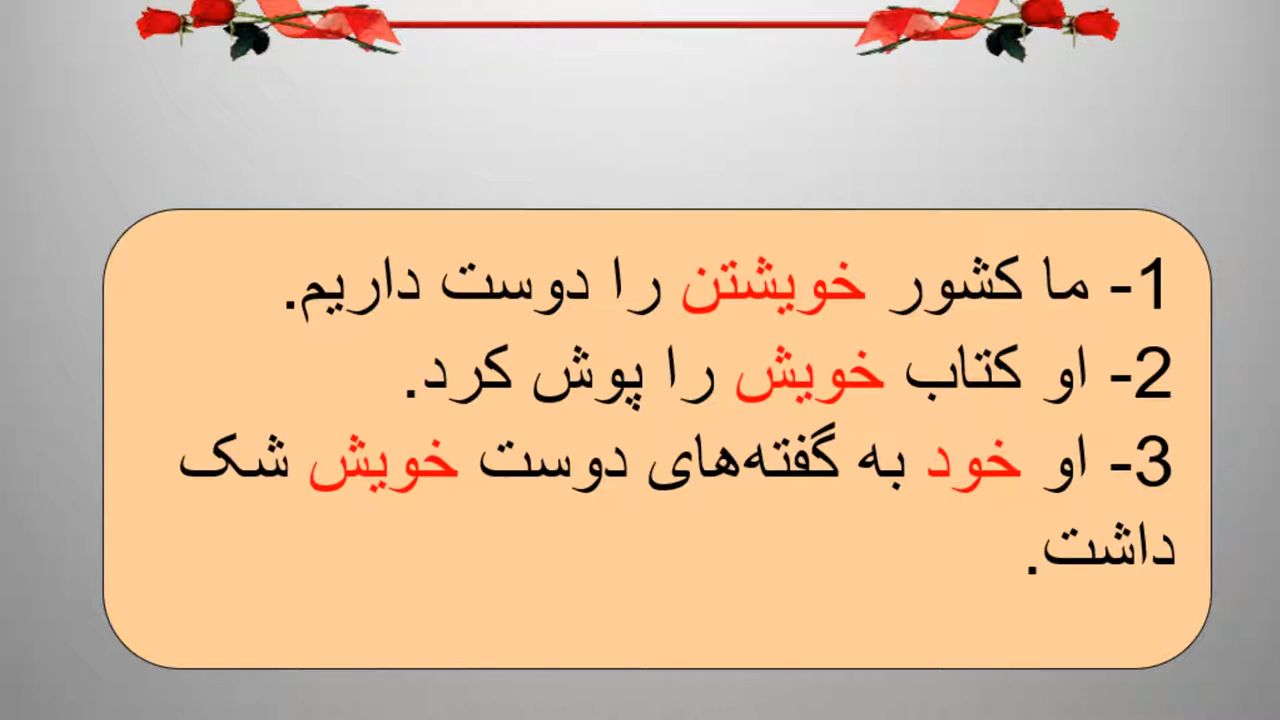 1- ما کشور خویشتن را دوست داریم.
2- او کتاب خویش را پوش کرد.
3- او خود به گفته‌های دوست خویش شک
داشت.